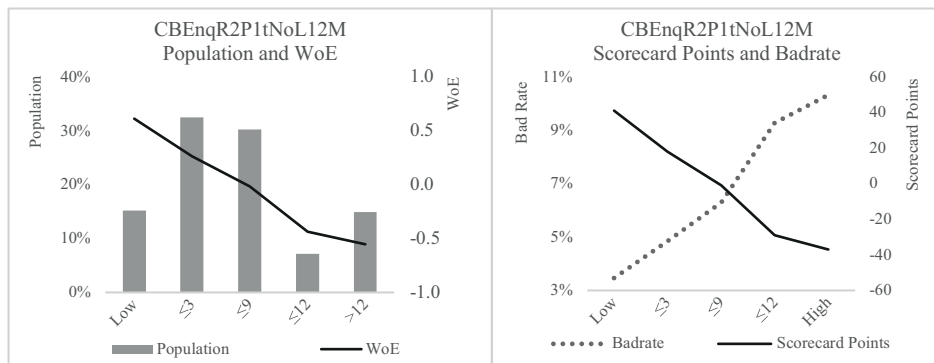 CBEnqR2P1tNoL12M
Population and WoE
Population
WoE
40%
30%
20%
10%
0%
1.0
0.5
0.0
-0.5
-1.0
Low
≤3
≤9
≤12
>12
Population
WoE
CBEnqR2P1tNoL12M
Scorecard Points and Badrate
Bad Rate
Scorecard Points
11%
9%
7%
5%
3%
60
40
20
0
-20
-40
-60
Low
≤3
≤9
≤12
High
Badrate
Scorecard Points